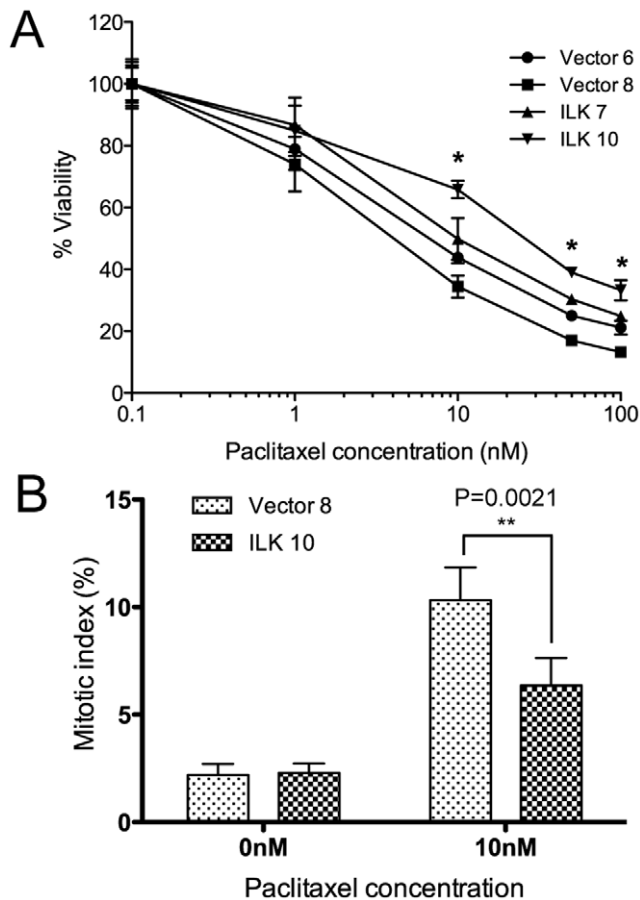 A
120
100
80
60
40
20
0
% Viability
Vector 6
Vector 8
ILK 7
ILK 10
*
*
*
0.1
1
10
100
Paclitaxel concentration (nM)
B
15
10
5
0
Mitotic index (%)
Vector 8
ILK 10
P=0.0021
**
0nM
10nM
Paclitaxel concentration